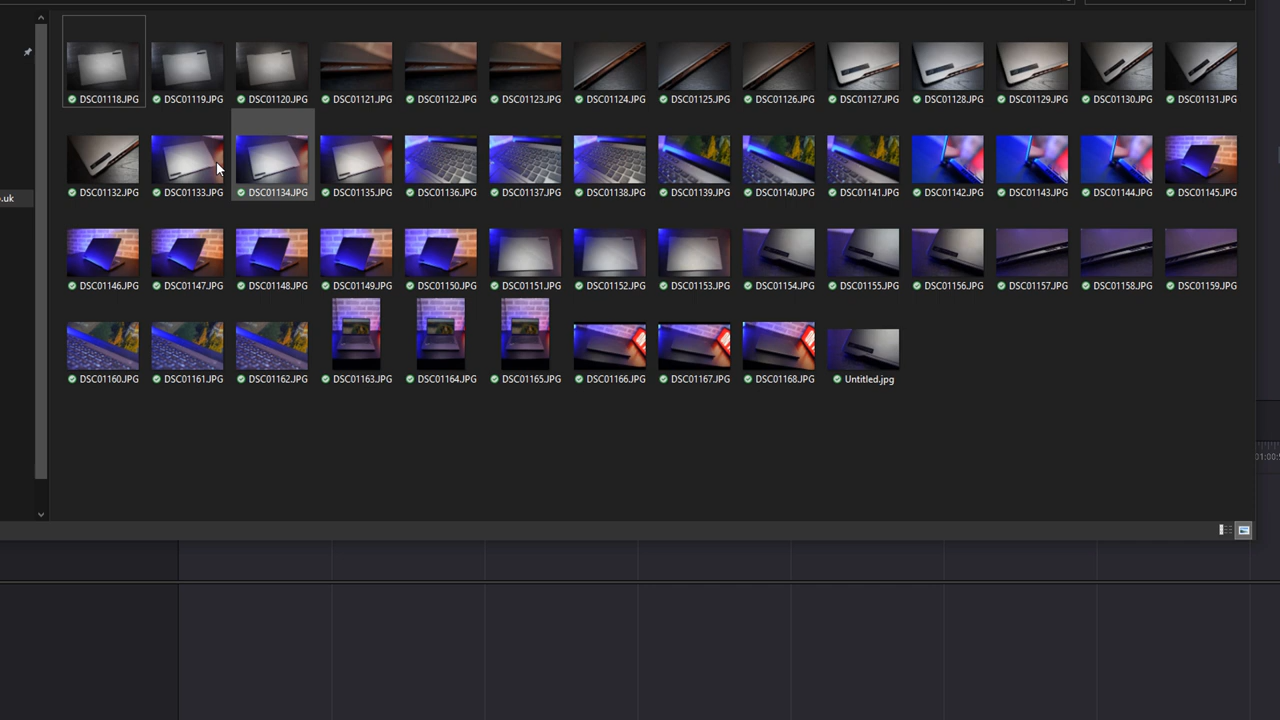 DSC01118.JPG DSC01119.JPG DSC01120.JPG DSC01121.JPG DSC01122.JPG DSC01123.JPG DSC01124.JPG DSC01125.JPG DSC01126.JPG DSC01127.JPG DSC01128.JPG DSC01129.JPG DSC01130.JPG DSC01131.JPG
DSC01132.JPG DSC01133.JPG DSC01134.JPG DSC01135.JPG DSC01136.JPG DSC01137.JPG DSC01138.JPG DSC01139.JPG DSC01140.JPG DSC01141.JPG DSC01142.JPG DSC01143.JPG DSC01144.JPG DSC01145.JPG
o.uk
DSC01146.JPG DSC01147.JPG DSC01148.JPG DSC01149.JPG DSC01150.JPG DSC01151.JPG DSC01152.JPG DSC01153.JPG DSC01154.JPG DSC01155.JPG DSC01156.JPG DSC01157.JPG DSC01158.JPG DSC01159.JPG
DSC01160.JPG DSC01161.JPG DSC01162.JPG DSC01163.JPG DSC01164.JPG DSC01165.JPG DSC01166.JPG DSC01167.JPG DSC01168.JPG Untitled.jpg